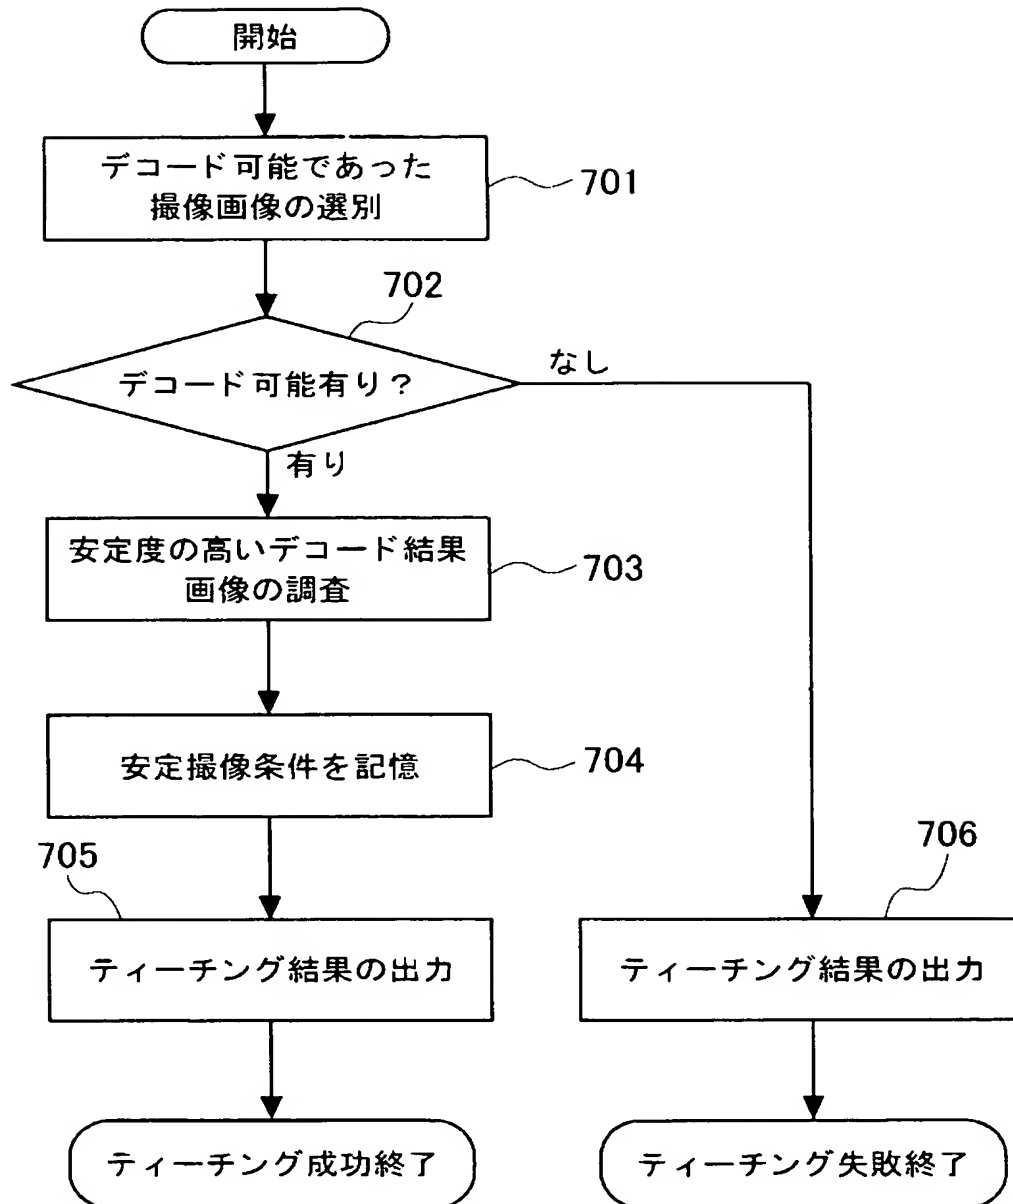 開始
デコード可能であった
撮像画像の選別
701
702
デコード可能有り？
なし
有り
安定度の高いデコード結果
画像の調査
703
安定撮像条件を記憶
704
705
ティーチング結果の出力
706
ティーチング結果の出力
ティーチング成功終了
ティーチング失敗終了